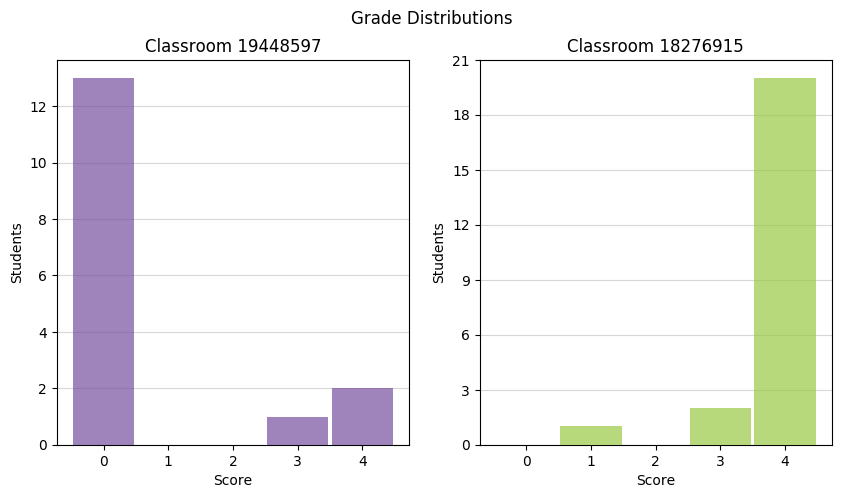 Grade Distributions
Classroom 19448597
12
10
8
6
4
2
0
Students
0 1 2 3 4
Score
Classroom 18276915
21
18
15
12
9
6
3
0
Students
0 1 2 3 4
Score